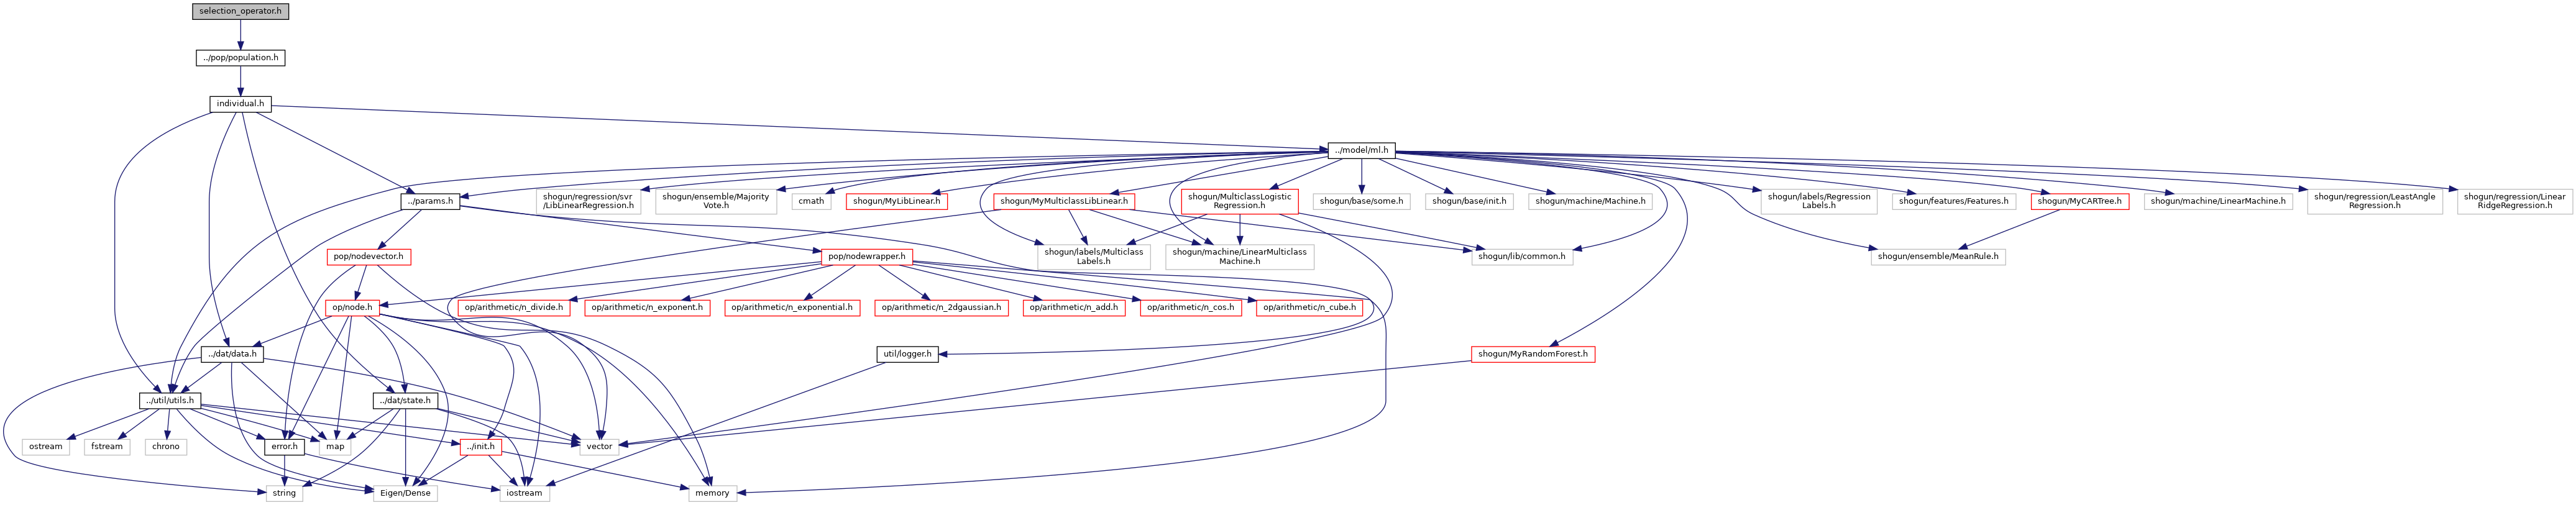 selection_operator.h
../pop/population.h
individual.h
../model/ml.h
../params.h
shogun/regression/svr
/LibLinearRegression.h
shogun/ensemble/Majority
Vote.h
cmath
shogun/MyLibLinear.h
shogun/MyMulticlassLibLinear.h
shogun/MulticlassLogistic
Regression.h
shogun/base/some.h
shogun/base/init.h
shogun/machine/Machine.h
shogun/labels/Regression
Labels.h
shogun/features/Features.h
shogun/MyCARTree.h
shogun/machine/LinearMachine.h
shogun/regression/LeastAngle
Regression.h
shogun/regression/Linear
RidgeRegression.h
pop/nodevector.h
pop/nodewrapper.h
shogun/labels/Multiclass
Labels.h
shogun/machine/LinearMulticlass
Machine.h
shogun/lib/common.h
shogun/ensemble/MeanRule.h
op/node.h
op/arithmetic/n_divide.h
op/arithmetic/n_exponent.h
op/arithmetic/n_exponential.h
op/arithmetic/n_2dgaussian.h
op/arithmetic/n_add.h
op/arithmetic/n_cos.h
op/arithmetic/n_cube.h
../dat/data.h
util/logger.h
shogun/MyRandomForest.h
../util/utils.h
../dat/state.h
ostream
fstream
chrono
error.h
map
../init.h
vector
string
Eigen/Dense
iostream
memory